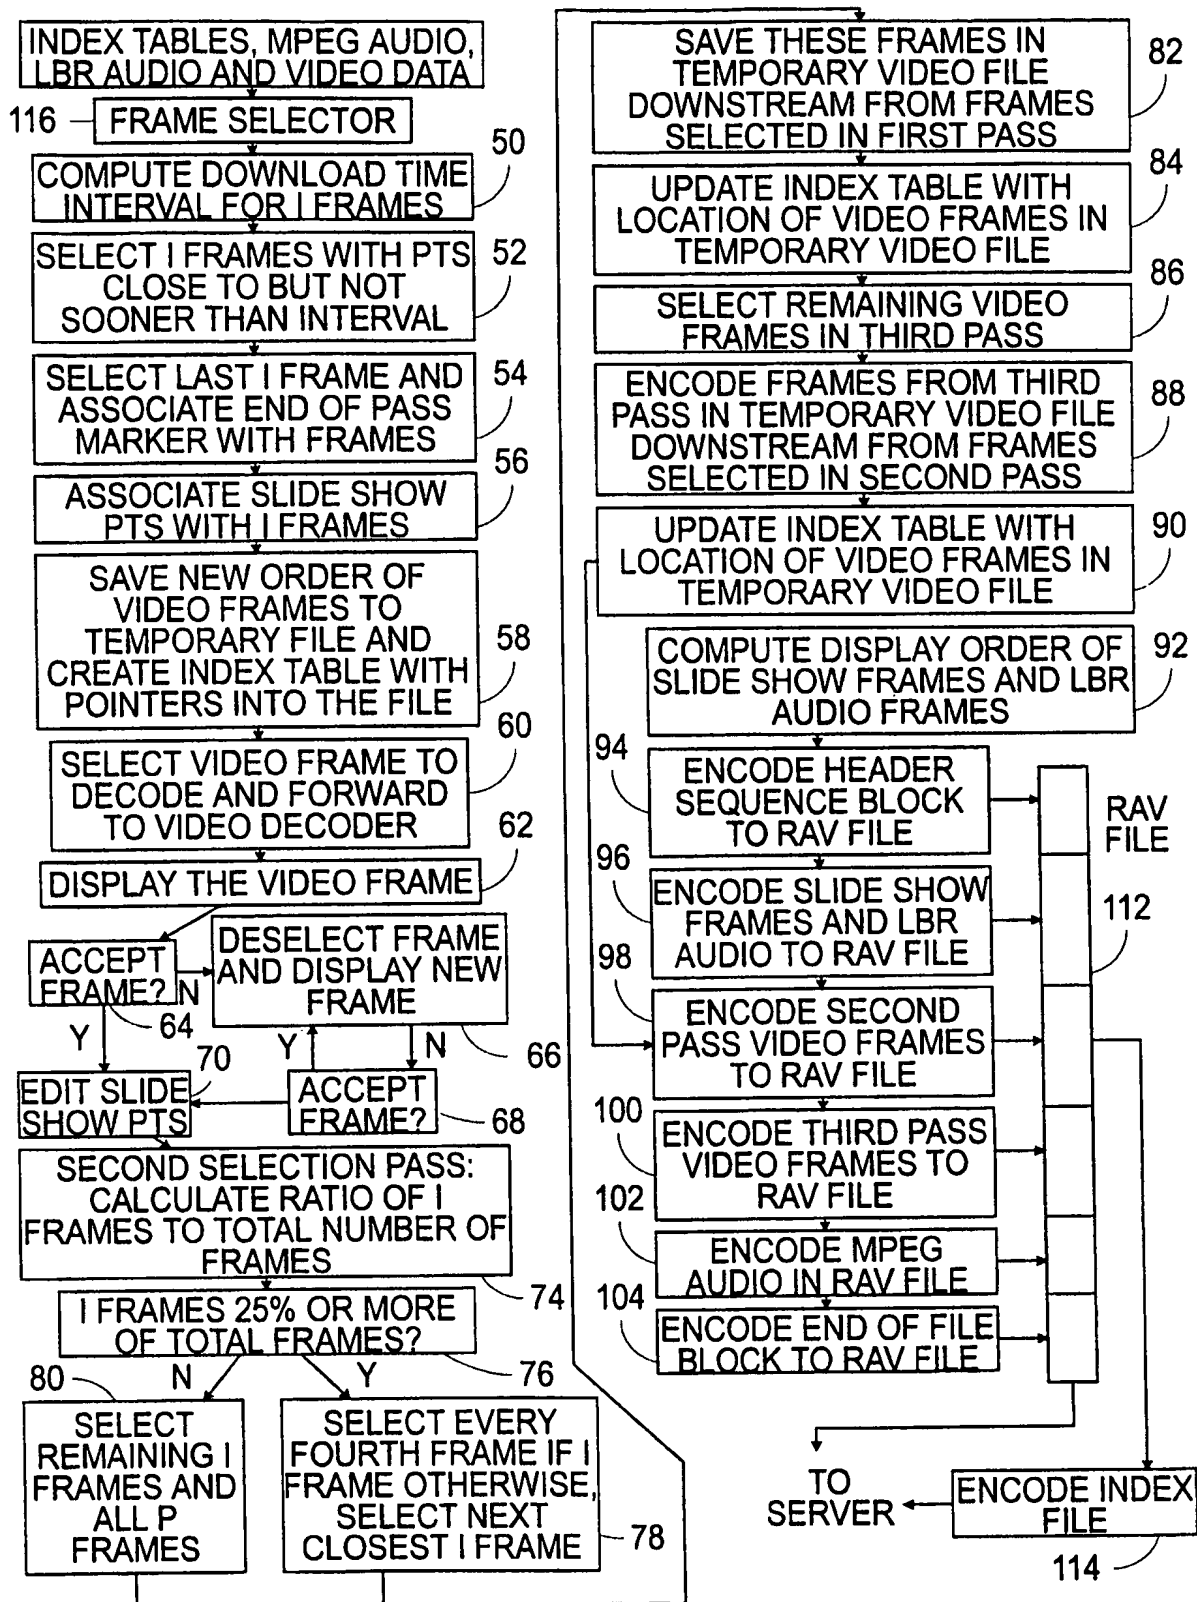 INDEX TABLES, MPEG AUDIO,
LBR AUDIO AND VIDEO DATA
116
FRAME SELECTOR
50
COMPUTE DOWNLOAD TIME
INTERVAL FOR I FRAMES
52
SELECT I FRAMES WITH PTS
CLOSE TO BUT NOT
SOONER THAN INTERVAL
54
SELECT LAST I FRAME AND
ASSOCIATE END OF PASS
MARKER WITH FRAMES
56
ASSOCIATE SLIDE SHOW
PTS WITH I FRAMES
58
SAVE NEW ORDER OF
VIDEO FRAMES TO
TEMPORARY FILE AND
CREATE INDEX TABLE WITH
POINTERS INTO THE FILE
60
SELECT VIDEO FRAME TO
DECODE AND FORWARD
TO VIDEO DECODER
62
DISPLAY THE VIDEO FRAME
ACCEPT
FRAME?
N
64
Y
DESELECT FRAME
AND DISPLAY NEW
FRAME
66
Y
N
70
EDIT SLIDE
SHOW PTS
ACCEPT
FRAME?
68
SECOND SELECTION PASS:
CALCULATE RATIO OF I
FRAMES TO TOTAL NUMBER OF
FRAMES
74
I FRAMES 25% OR MORE
OF TOTAL FRAMES?
76
N
Y
80
SELECT
REMAINING I
FRAMES AND
ALL P
FRAMES
SELECT EVERY
FOURTH FRAME IF I
FRAME OTHERWISE,
SELECT NEXT
CLOSEST I FRAME
78
SAVE THESE FRAMES IN
TEMPORARY VIDEO FILE
DOWNSTREAM FROM FRAMES
SELECTED IN FIRST PASS
82
UPDATE INDEX TABLE WITH
LOCATION OF VIDEO FRAMES IN
TEMPORARY VIDEO FILE
84
SELECT REMAINING VIDEO
FRAMES IN THIRD PASS
86
ENCODE FRAMES FROM THIRD
PASS IN TEMPORARY VIDEO FILE
DOWNSTREAM FROM FRAMES
SELECTED IN SECOND PASS
88
UPDATE INDEX TABLE WITH
LOCATION OF VIDEO FRAMES IN
TEMPORARY VIDEO FILE
90
COMPUTE DISPLAY ORDER OF
SLIDE SHOW FRAMES AND LBR
AUDIO FRAMES
92
94
ENCODE HEADER
SEQUENCE BLOCK
TO RAV FILE
RAV
FILE
96
ENCODE SLIDE SHOW
FRAMES AND LBR
AUDIO TO RAV FILE
112
98
ENCODE SECOND
PASS VIDEO FRAMES
TO RAV FILE
100
ENCODE THIRD PASS
VIDEO FRAMES TO
RAV FILE
102
ENCODE MPEG
AUDIO IN RAV FILE
104
ENCODE END OF FILE
BLOCK TO RAV FILE
TO
SERVER
ENCODE INDEX
FILE
114